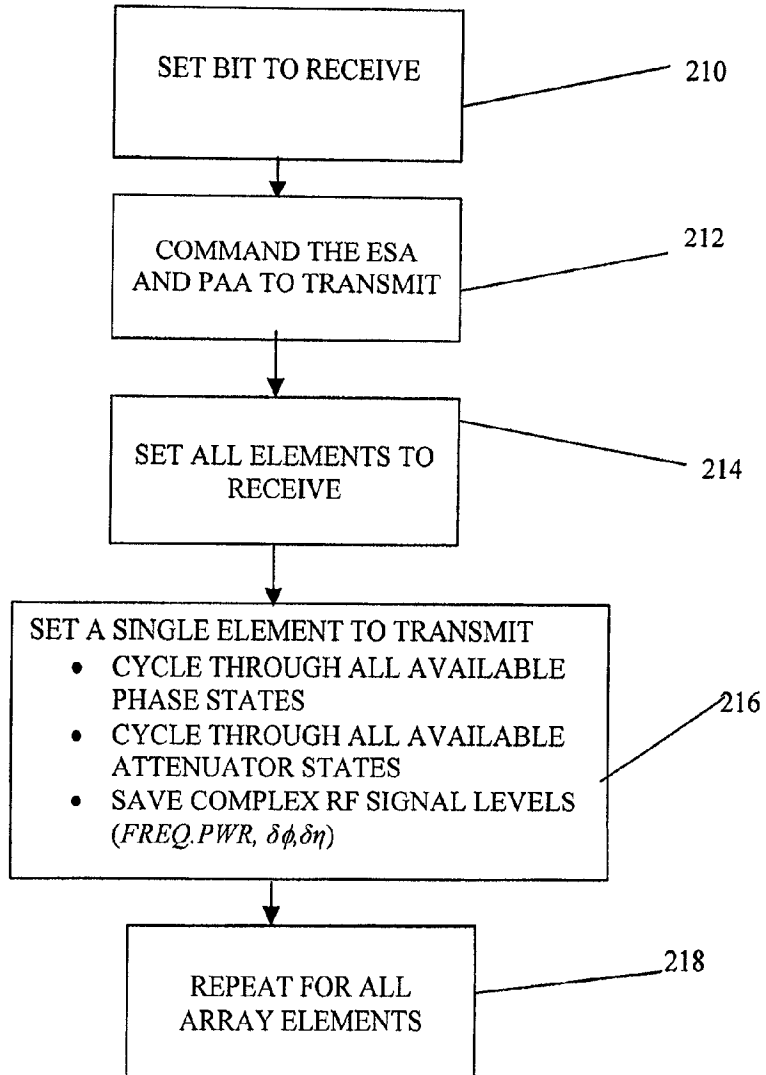 SET BIT TO RECEIVE
210
COMMAND THE ESA
AND PAA TO TRANSMIT
212
SET ALL ELEMENTS TO
RECEIVE
214
SET A SINGLE ELEMENT TO TRANSMIT
• CYCLE THROUGH ALL AVAILABLE
PHASE STATES
• CYCLE THROUGH ALL AVAILABLE
ATTENUATOR STATES
• SAVE COMPLEX RF SIGNAL LEVELS
(FREQ.PWR, δϕ,δη)
216
REPEAT FOR ALL
ARRAY ELEMENTS
218